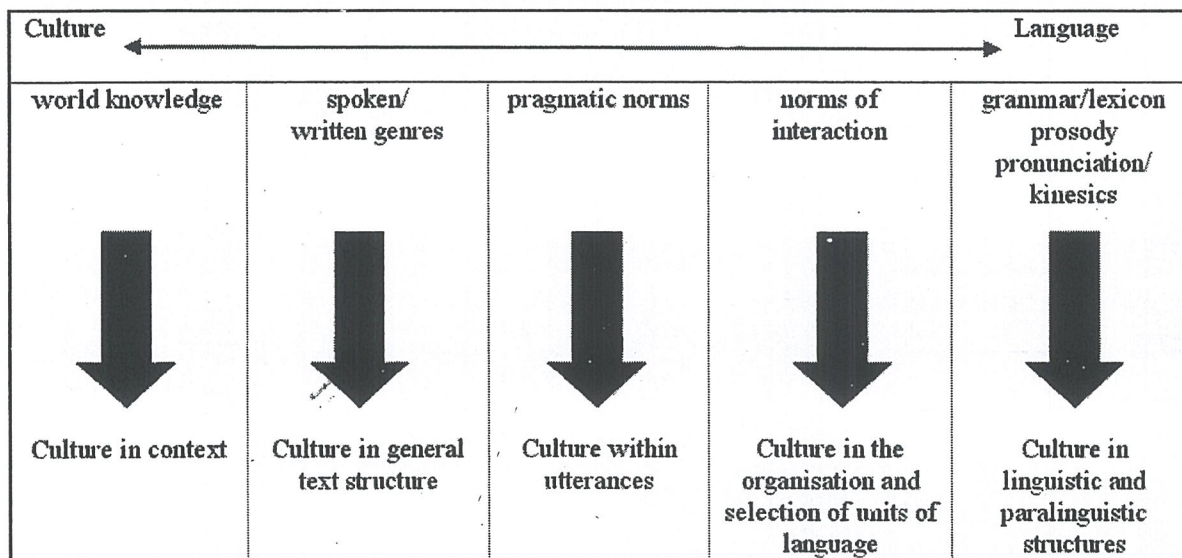 Culture Language
world knowledge
spoken/
written genres
pragmatic norms
norms of
interaction
grammar/lexicon
prosody
pronunciation/
kinesics
Culture in context
Culture in general
text structure
Culture within
utterances
Culture in the
organisation and
selection of units of
language
Culture in
linguistic and
paralinguistic
structures